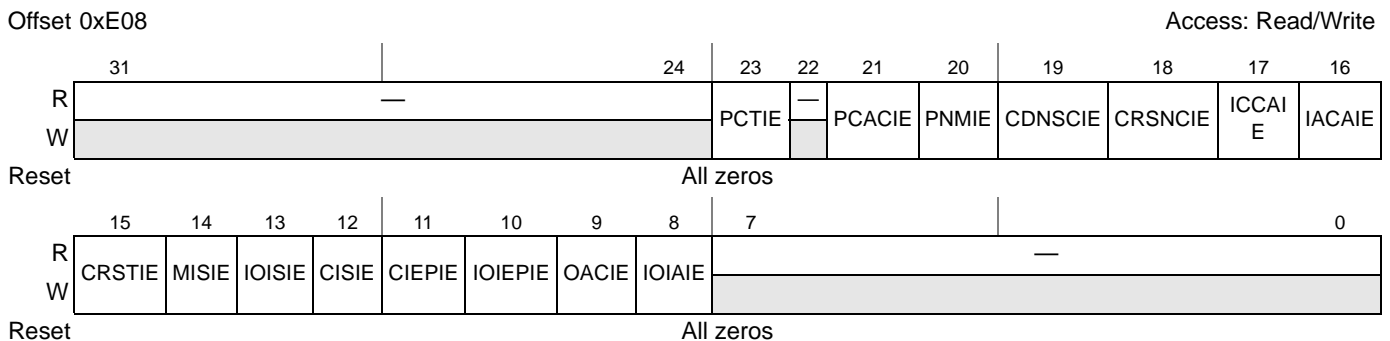 Offset 0xE08 Access: Read/Write
31 24 23 22 21 20 19 18 17 16
R — PCTIE — PCACIE PNMIE CDNSCIE CRSNCIE ICCAI E IACAIE
W
Reset All zeros
15 14 13 12 11 10 9 8 7 0
R CRSTIE MISIE IOISIE CISIE CIEPIE IOIEPIE OACIE IOIAIE —
W
Reset All zeros